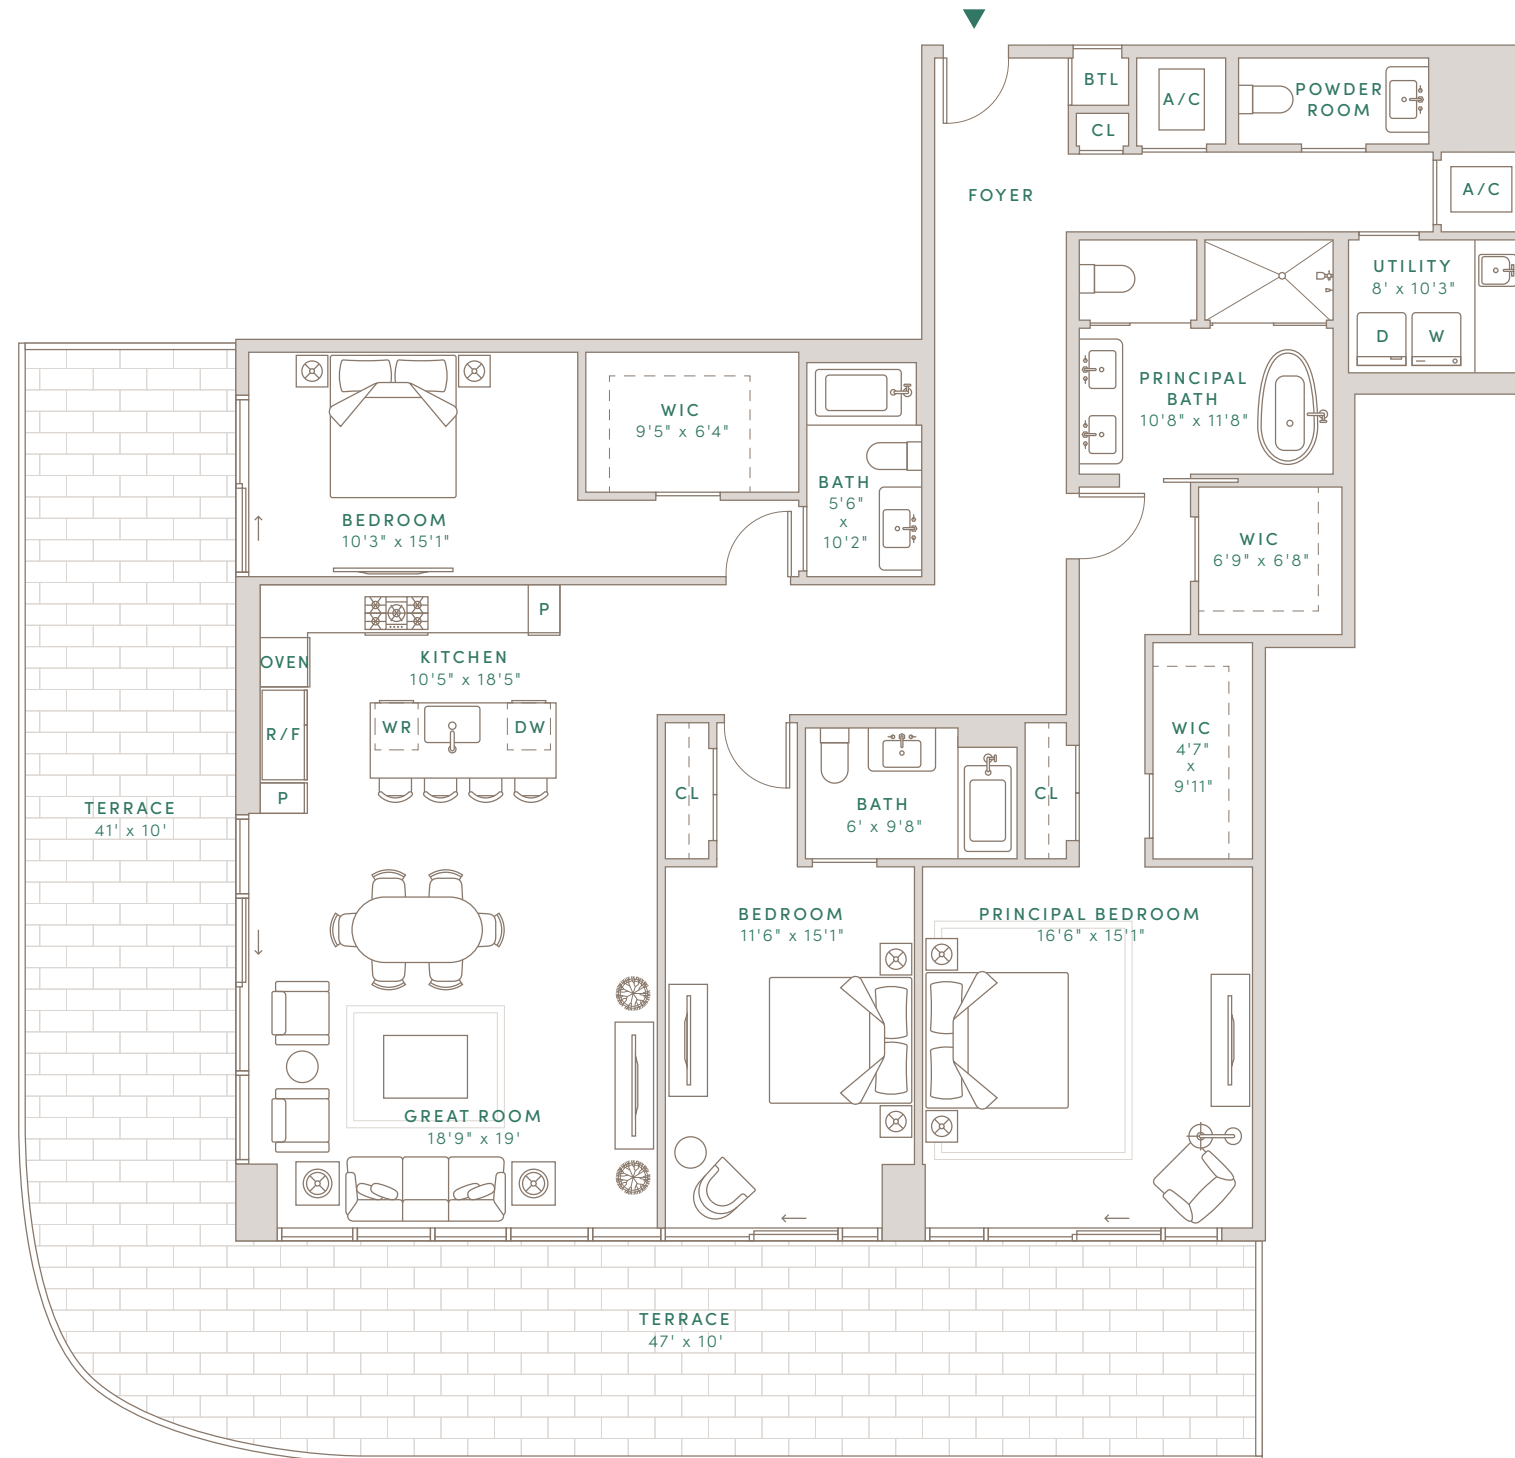 BTL
A/C
POWDER
ROOM
CL
FOYER
A/C
UTILITY
8' x 10'3"
D
W
PRINCIPAL
BATH
10'8" x 11'8"
WIC
9'5" x 6'4"
BATH
5'6"
x
10'2"
BEDROOM
10'3" x 15'1"
WIC
6'9" x 6'8"
P
OVEN
KITCHEN
10'5" x 18'5"
R/F
WR
DW
P
TERRACE
41' x 10'
CL
BATH
6' x 9'8"
CL
WIC
4'7"
x
9'11"
BEDROOM
11'6" x 15'1"
PRINCIPAL BEDROOM
16'6" x 15'1"
GREAT ROOM
18'9" x 19'
TERRACE
47' x 10'